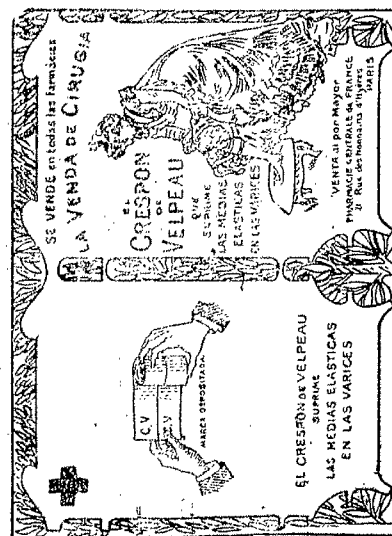 SE VENDE en todas las farmacias
LA VENDA DE CIRUGIA
EL
CRESPON
DE
VELPEAU
QUE
SUPRIME
LAS MEDIAS
ELASTICAS
EN LAS VARICES
VENTA al por Mayor
PHARMACIE CENTRALE de FRANCE
21 Rue des Nonnains d'Hyères
PARIS
C.V
C.V
MARCA DEPOSITADA
EL CRESPON DE VELPEAU
SUPRIME
LAS MEDIAS ELASTICAS
EN LAS VARICES